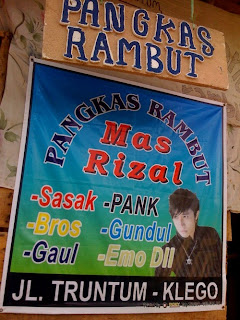 PANGKAS
RAMBUT
PANGKAS RAMBUT
Mas
Rizal
-Sasak -PANK
-Bros -Gundul
-Gaul -Emo Dll
JL. TRUNTUM - KLEGO